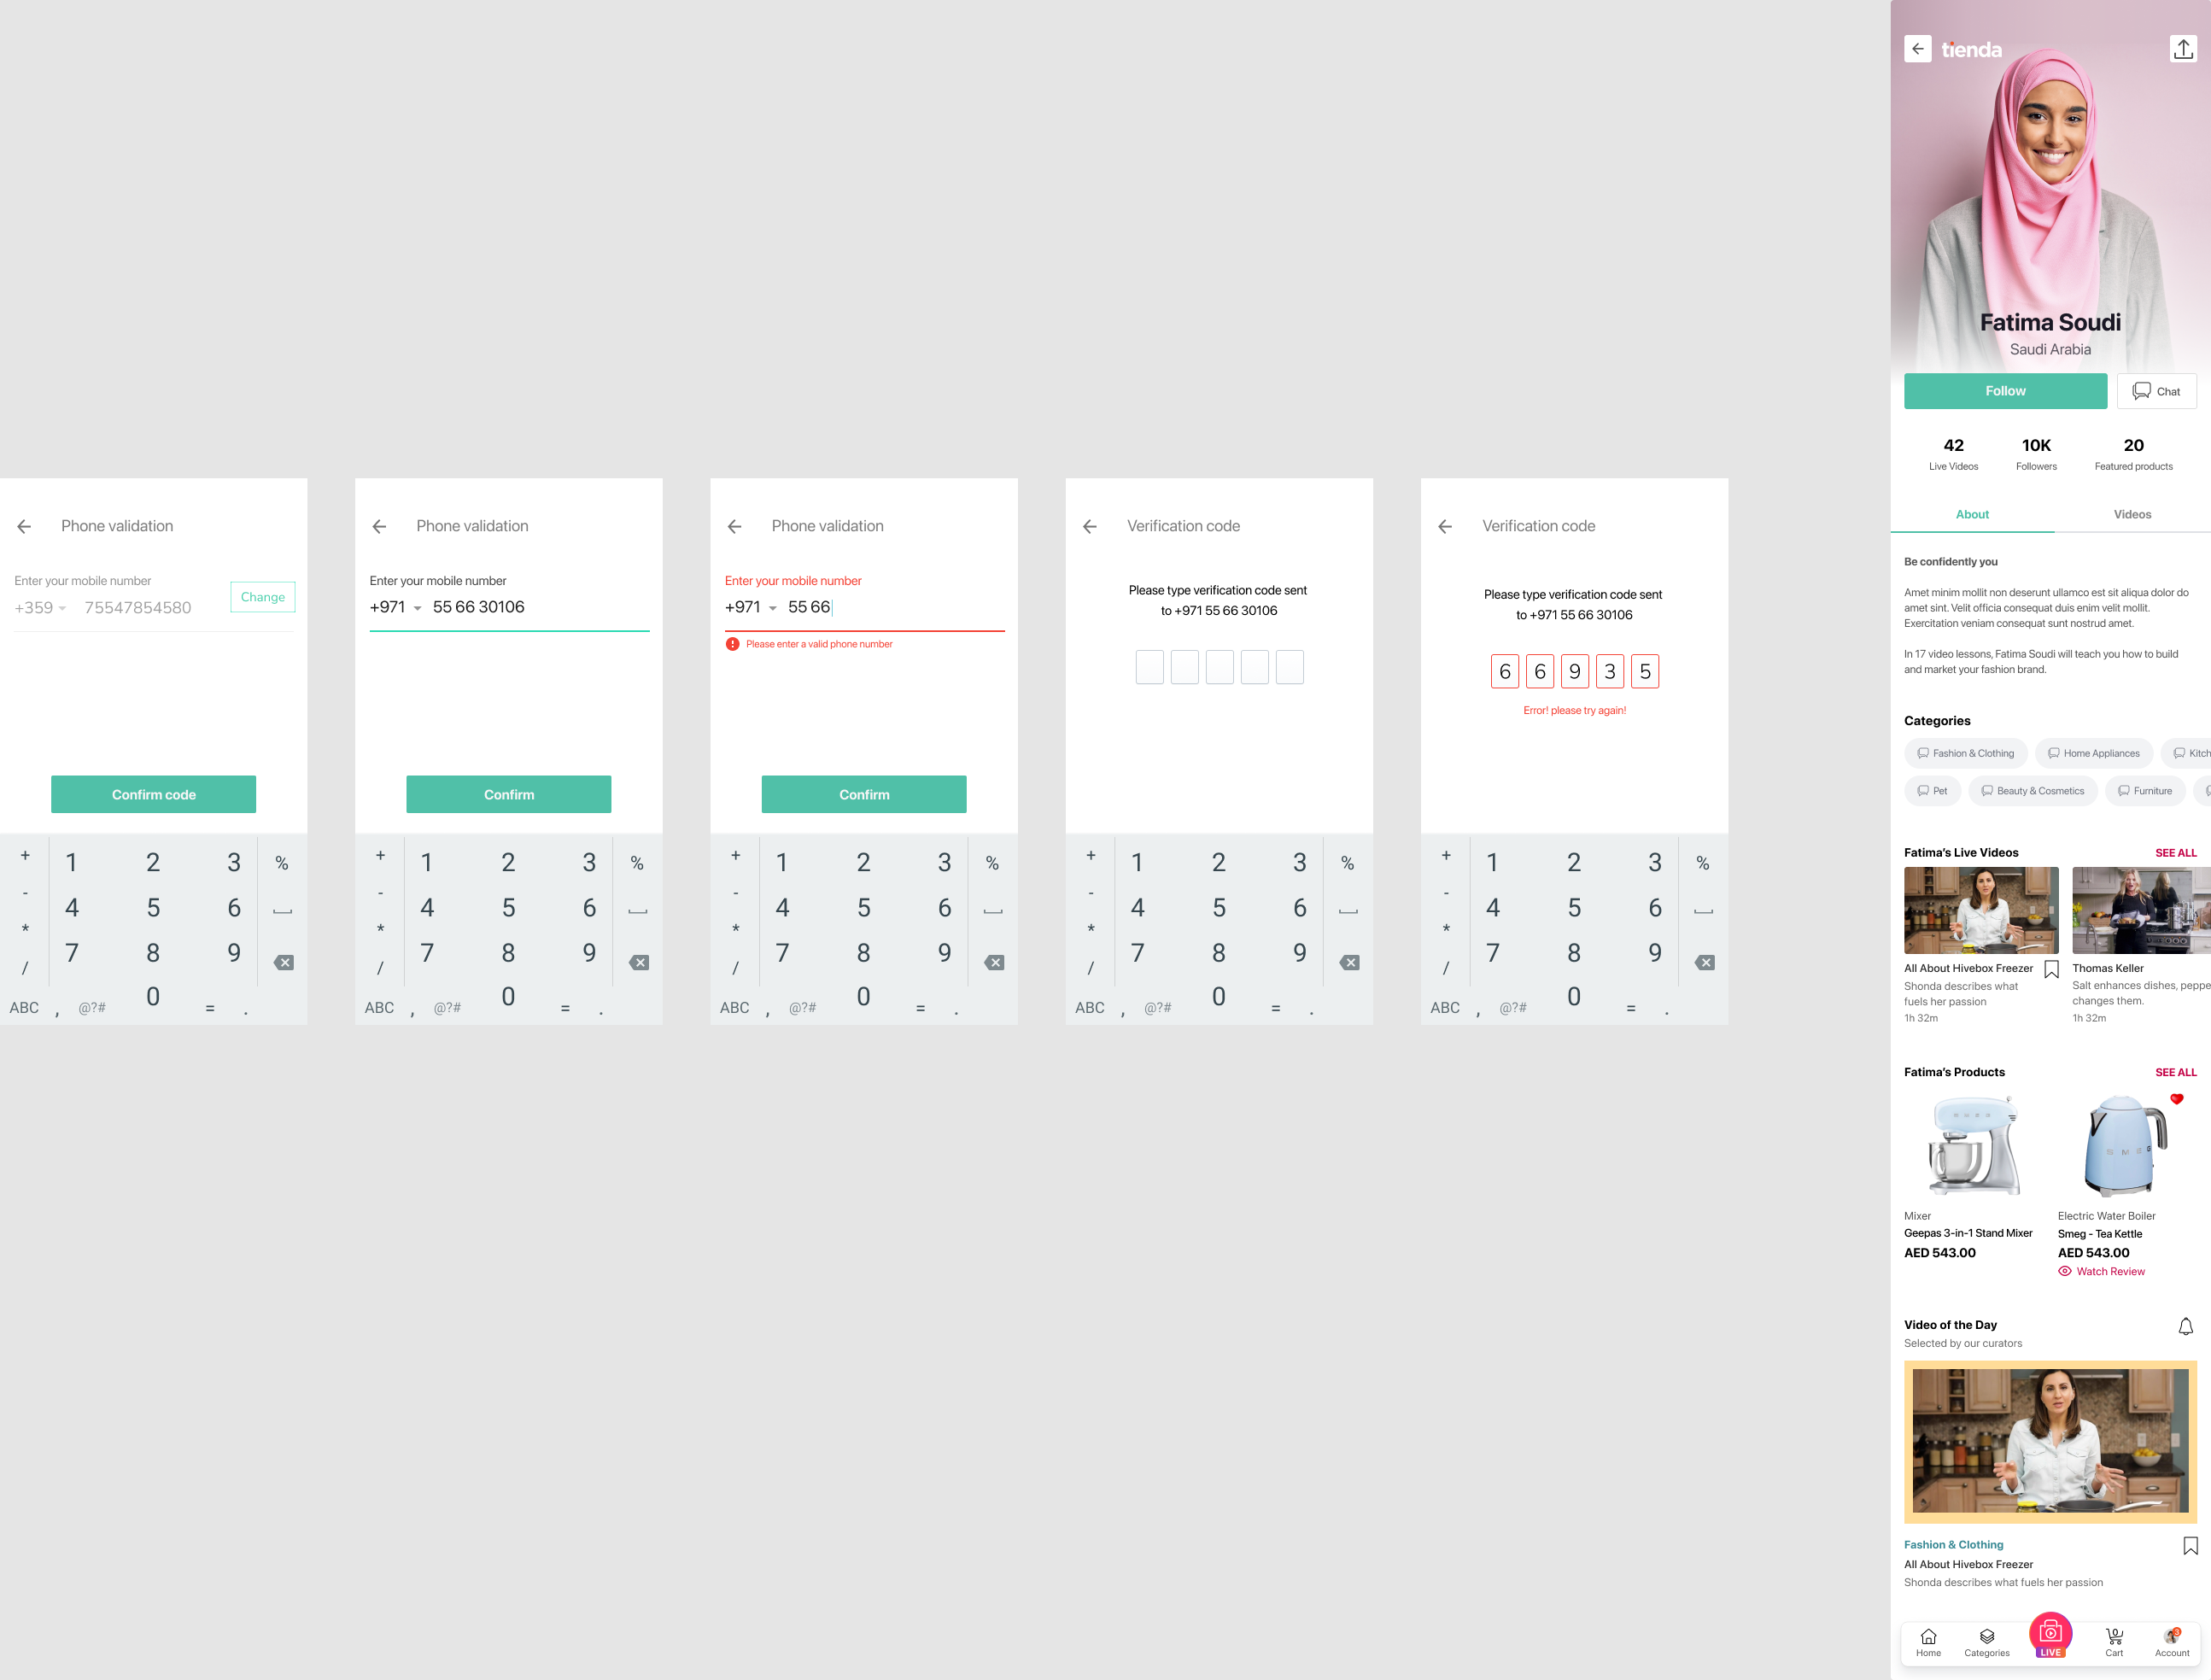 Phone validation
Enter your mobile number
+359 75547854580
Change
Confirm code
+ 1 2 3 %
- 4 5 6
* 7 8 9
/
ABC , @?# 0 = .
Phone validation
Enter your mobile number
+971 55 66 30106
Confirm
+ 1 2 3 %
- 4 5 6
* 7 8 9
/
ABC , @?# 0 = .
Phone validation
Enter your mobile number
+971 55 66
Please enter a valid phone number
Confirm
+ 1 2 3 %
- 4 5 6
* 7 8 9
/
ABC , @?# 0 = .
Verification code
Please type verification code sent
to +971 55 66 30106
+ 1 2 3 %
- 4 5 6
* 7 8 9
/
ABC , @?# 0 = .
Verification code
Please type verification code sent
to +971 55 66 30106
6 6 9 3 5
Error! please try again!
+ 1 2 3 %
- 4 5 6
* 7 8 9
/
ABC , @?# 0 = .
tienda
Fatima Soudi
Saudi Arabia
Follow
Chat
42 10K 20
Live Videos Followers Featured products
About Videos
Be confidently you
Amet minim mollit non deserunt ullamco est sit aliqua dolor do
amet sint. Velit officia consequat duis enim velit mollit.
Exercitation veniam consequat sunt nostrud amet.
In 17 video lessons, Fatima Soudi will teach you how to build
and market your fashion brand.
Categories
Fashion & Clothing Home Appliances Kitch
Pet Beauty & Cosmetics Furniture
Fatima's Live Videos SEE ALL
All About Hivebox Freezer
Shonda describes what
fuels her passion
1h 32m
Thomas Keller
Salt enhances dishes, peppe
changes them.
1h 32m
Fatima's Products SEE ALL
SMEG
SMEG
Mixer
Geepas 3-in-1 Stand Mixer
AED 543.00
Electric Water Boiler
Smeg - Tea Kettle
AED 543.00
Watch Review
Video of the Day
Selected by our curators
Fashion & Clothing
All About Hivebox Freezer
Shonda describes what fuels her passion
Home Categories LIVE Cart Account